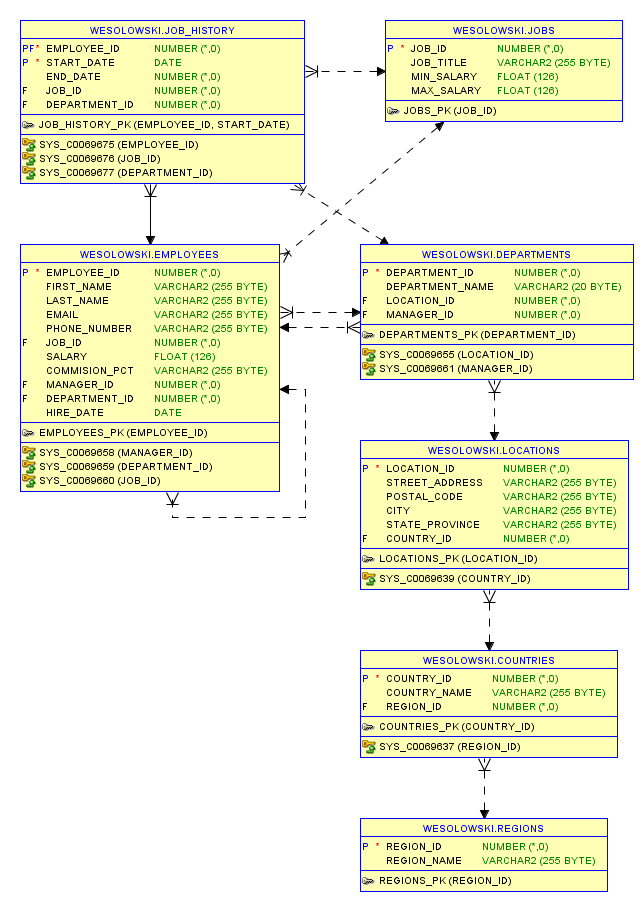 WESOLOWSKI.JOB_HISTORY
PF* EMPLOYEE_ID NUMBER (*,0)
P * START_DATE DATE
END_DATE NUMBER (*,0)
F JOB_ID NUMBER (*,0)
F DEPARTMENT_ID NUMBER (*,0)
JOB_HISTORY_PK (EMPLOYEE_ID, START_DATE)
SYS_C0069675 (EMPLOYEE_ID)
SYS_C0069676 (JOB_ID)
SYS_C0069677 (DEPARTMENT_ID)
WESOLOWSKI.JOBS
P * JOB_ID NUMBER (*,0)
JOB_TITLE VARCHAR2 (255 BYTE)
MIN_SALARY FLOAT (126)
MAX_SALARY FLOAT (126)
JOBS_PK (JOB_ID)
WESOLOWSKI.EMPLOYEES
P * EMPLOYEE_ID NUMBER (*,0)
FIRST_NAME VARCHAR2 (255 BYTE)
LAST_NAME VARCHAR2 (255 BYTE)
EMAIL VARCHAR2 (255 BYTE)
PHONE_NUMBER VARCHAR2 (255 BYTE)
F JOB_ID NUMBER (*,0)
SALARY FLOAT (126)
COMMISION_PCT VARCHAR2 (255 BYTE)
F MANAGER_ID NUMBER (*,0)
F DEPARTMENT_ID NUMBER (*,0)
HIRE_DATE DATE
EMPLOYEES_PK (EMPLOYEE_ID)
SYS_C0069658 (MANAGER_ID)
SYS_C0069659 (DEPARTMENT_ID)
SYS_C0069660 (JOB_ID)
WESOLOWSKI.DEPARTMENTS
P * DEPARTMENT_ID NUMBER (*,0)
DEPARTMENT_NAME VARCHAR2 (20 BYTE)
F LOCATION_ID NUMBER (*,0)
F MANAGER_ID NUMBER (*,0)
DEPARTMENTS_PK (DEPARTMENT_ID)
SYS_C0069655 (LOCATION_ID)
SYS_C0069661 (MANAGER_ID)
WESOLOWSKI.LOCATIONS
P * LOCATION_ID NUMBER (*,0)
STREET_ADDRESS VARCHAR2 (255 BYTE)
POSTAL_CODE VARCHAR2 (255 BYTE)
CITY VARCHAR2 (255 BYTE)
STATE_PROVINCE VARCHAR2 (255 BYTE)
F COUNTRY_ID NUMBER (*,0)
LOCATIONS_PK (LOCATION_ID)
SYS_C0069639 (COUNTRY_ID)
WESOLOWSKI.COUNTRIES
P * COUNTRY_ID NUMBER (*,0)
COUNTRY_NAME VARCHAR2 (255 BYTE)
F REGION_ID NUMBER (*,0)
COUNTRIES_PK (COUNTRY_ID)
SYS_C0069637 (REGION_ID)
WESOLOWSKI.REGIONS
P * REGION_ID NUMBER (*,0)
REGION_NAME VARCHAR2 (255 BYTE)
REGIONS_PK (REGION_ID)